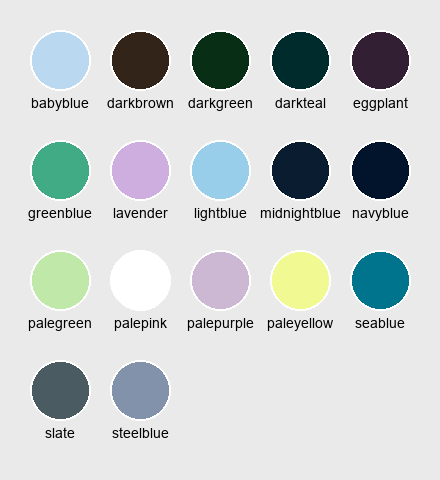 babyblue darkbrown darkgreen darkteal eggplant
greenblue lavender lightblue midnightblue navyblue
palegreen palepink palepurple paleyellow seablue
slate steelblue